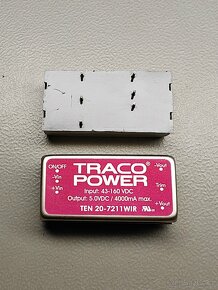 ON/OFF
-Vin
+Vin
TRACO
POWER
Input: 43-160 VDC
Output: 5.0VDC / 4000mA max.
TEN 20-7211WIR
-Vout
Trim
+Vout